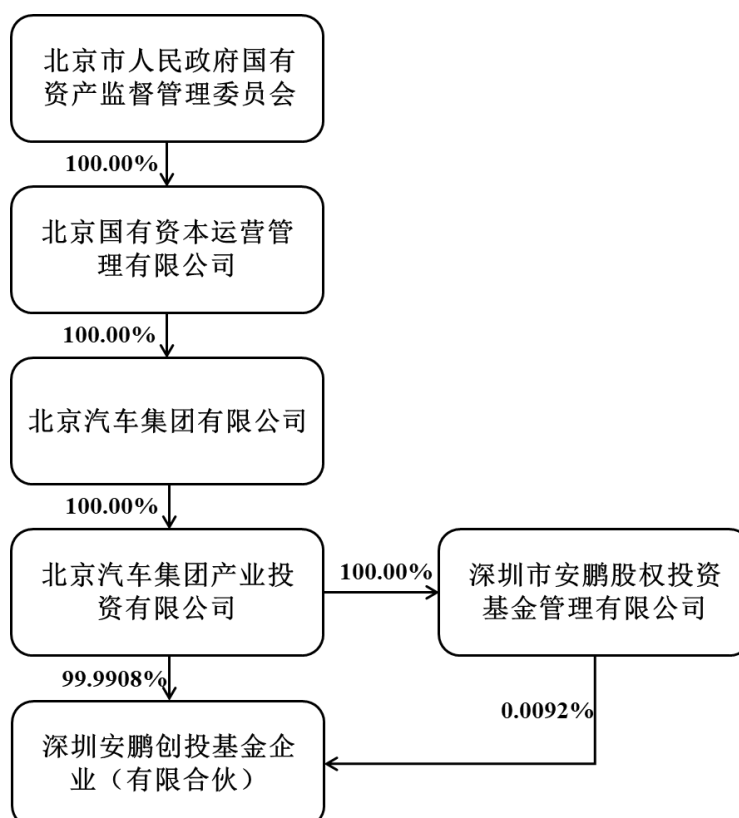 北京市人民政府国有
资产监督管理委员会
100.00%
北京国有资本运营管
理有限公司
100.00%
北京汽车集团有限公司
100.00%
北京汽车集团产业投
资有限公司
100.00%
深圳市安鹏股权投资
基金管理有限公司
99.9908%
0.0092%
深圳安鹏创投基金企
业（有限合伙）